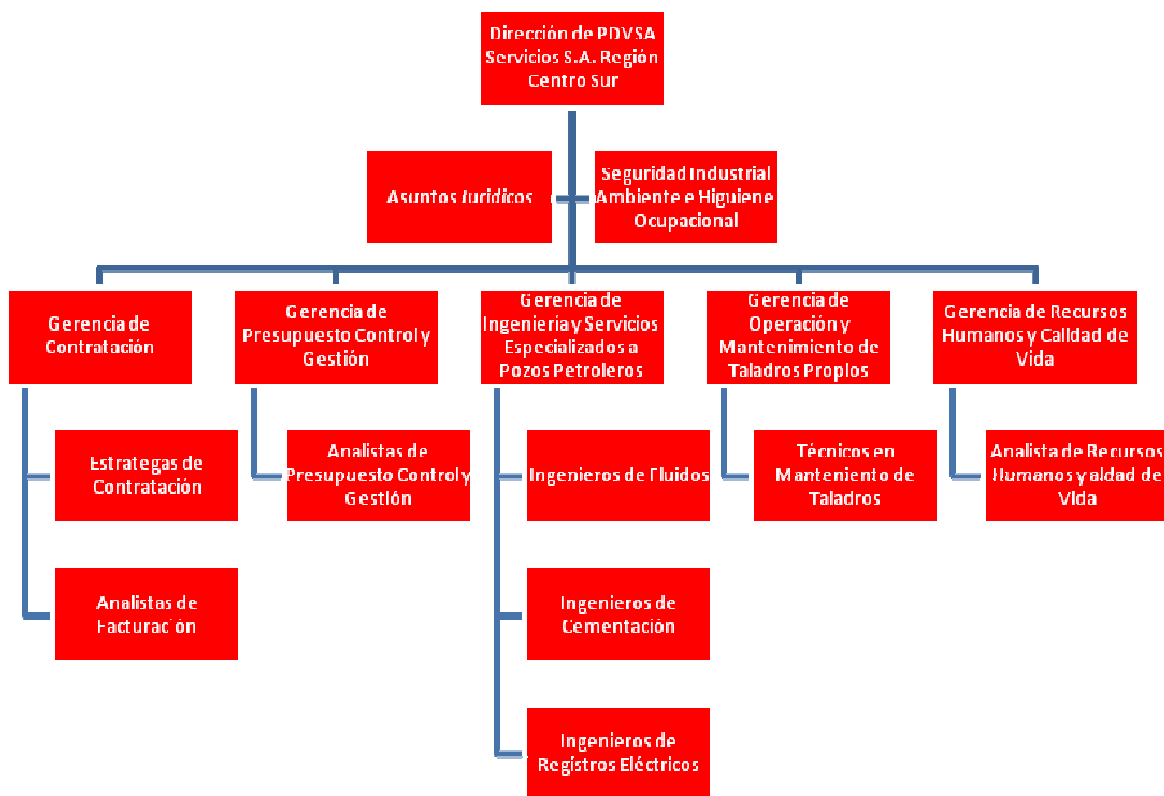 Dirección de PDVSA
Servicios S.A. Región
Centro Sur
Asuntos Juridicos
Seguridad Industrial
Ambiente e Higuiene
Ocupacional
Gerencia de
Contratación
Gerencia de
Presupuesto Control y
Gestión
Gerencia de
Ingeniería y Servicios
Especializados a
Pozos Petroleros
Gerencia de
Operación y
Mantenimiento de
Taladros Propios
Gerencia de Recursos
Humanos y Calidad de
Vida
Estrategas de
Contratación
Analistas de
Presupuesto Control y
Gestión
Ingenieros de Fluidos
Técnicos en
Mantenimiento de
Taladros
Analista de Recursos
Humanos y aldad de
Vida
Analistas de
Facturación
Ingenieros de
Cementación
Ingenieros de
Registros Eléctricos